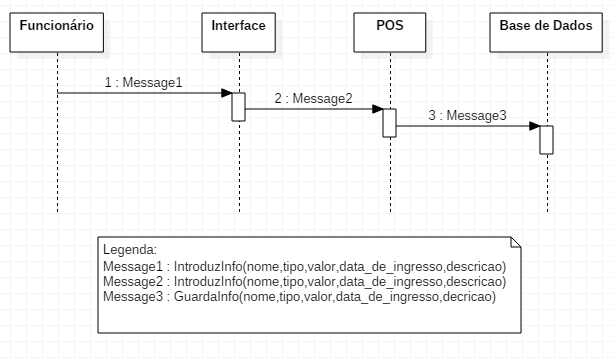 Funcionário
Interface
POS
Base de Dados
1 : Message1
2 : Message2
3 : Message3
Legenda:
Message1 : IntroduzInfo(nome,tipo,valor,data_de_ingresso,descricao)
Message2 : IntroduzInfo(nome,tipo,valor,data_de_ingresso,descricao)
Message3 : GuardaInfo(nome,tipo,valor,data_de_ingresso,decricao)